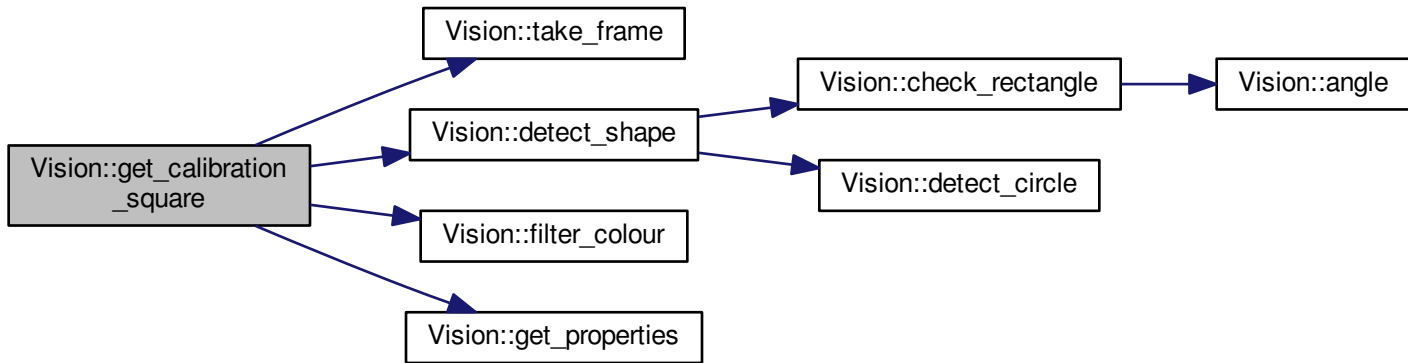 Vision::get_calibration
_square
Vision::take_frame
Vision::detect_shape
Vision::filter_colour
Vision::get_properties
Vision::check_rectangle
Vision::detect_circle
Vision::angle